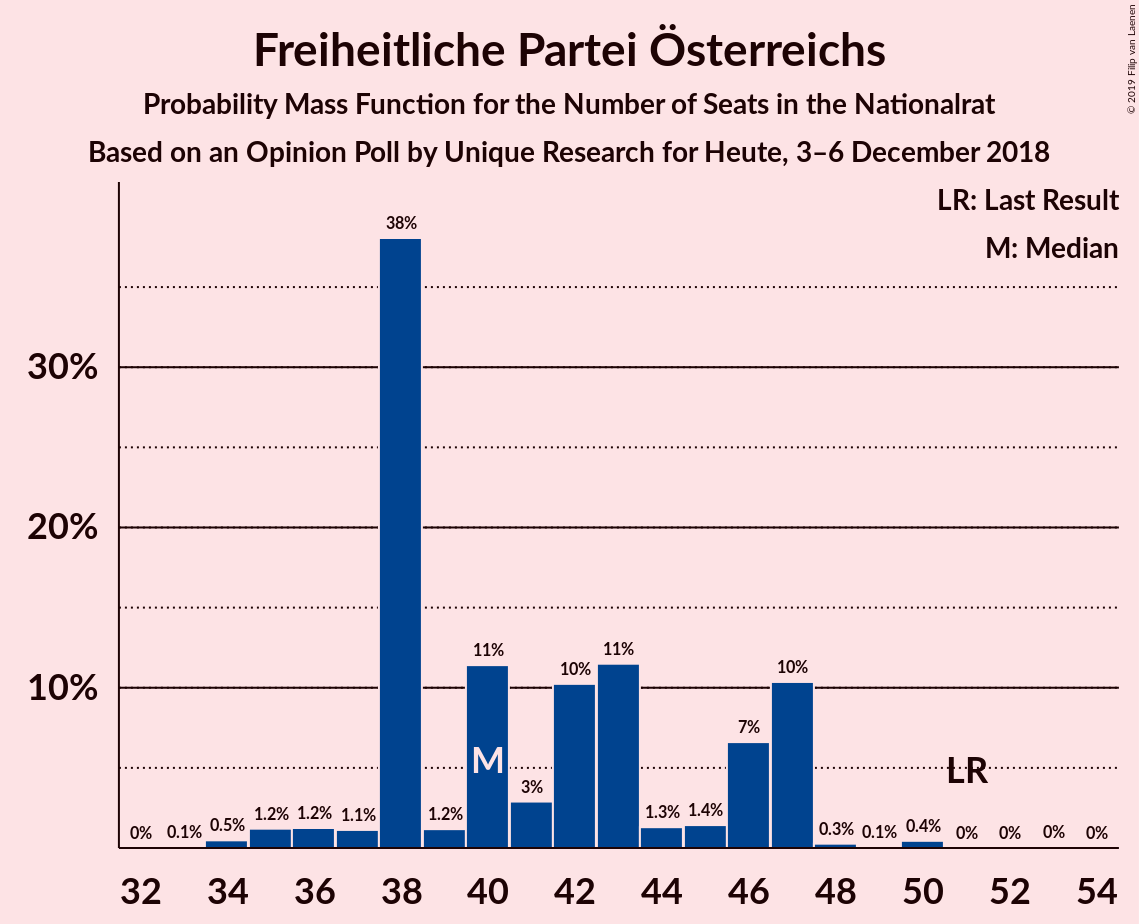 Freiheitliche Partei Österreichs
Probability Mass Function for the Number of Seats in the Nationalrat
Based on an Opinion Poll by Unique Research for Heute, 3–6 December 2018
© 2019 Filip van Laenen
LR: Last Result
M: Median
30%
20%
10%
0%
0.1%
0.5%
1.2%
1.2%
1.1%
38%
1.2%
11%
3%
10%
11%
1.3%
1.4%
7%
10%
0.3%
0.1%
0.4%
0%
0%
0%
0%
M
LR
32 34 36 38 40 42 44 46 48 50 52 54